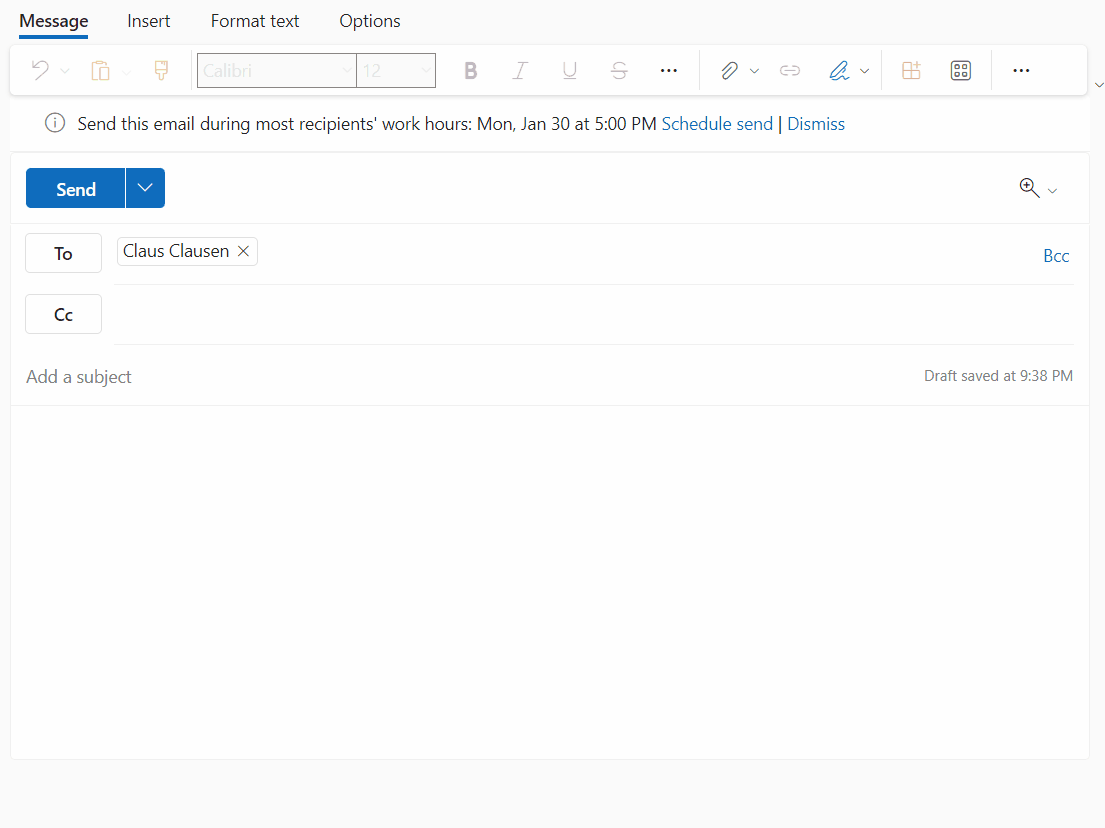 Message Insert Format text Options
Calibri 12 B I U S
Send this email during most recipients' work hours: Mon, Jan 30 at 5:00 PM Schedule send | Dismiss
Send
To Claus Clausen Bcc
Cc
Add a subject Draft saved at 9:38 PM